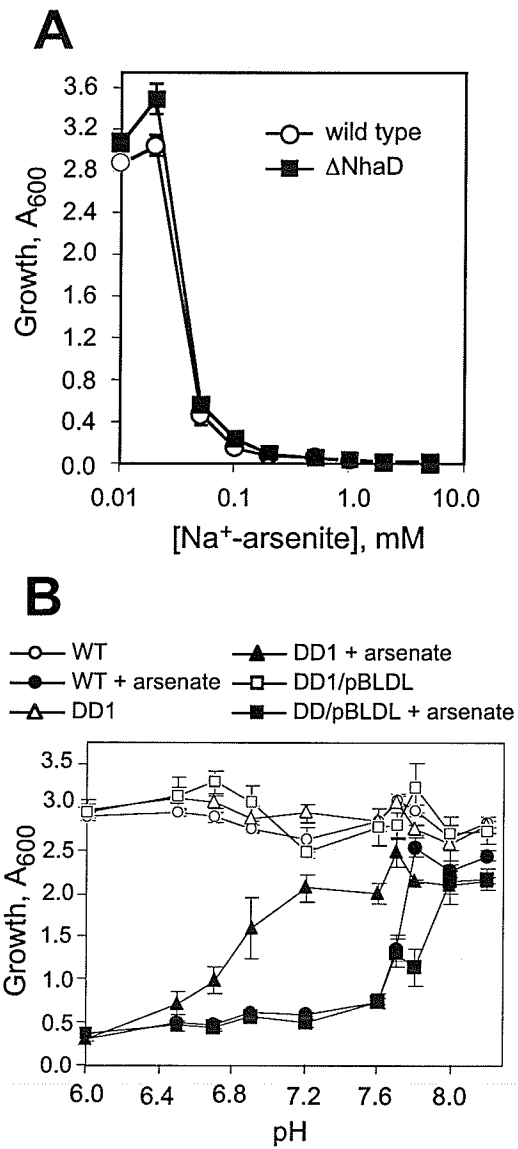 A
3.6
3.2
2.8
2.4
2.0
1.6
1.2
0.8
0.4
0.0
Growth, A600
wild type
ΔNhaD
0.01
0.1
1.0
10.0
[Na+-arsenite], mM
B
WT
WT + arsenate
DD1
DD1 + arsenate
DD1/pBLDL
DD/pBLDL + arsenate
3.5
3.0
2.5
2.0
1.5
1.0
0.5
0.0
Growth, A600
6.0
6.4
6.8
7.2
7.6
8.0
pH